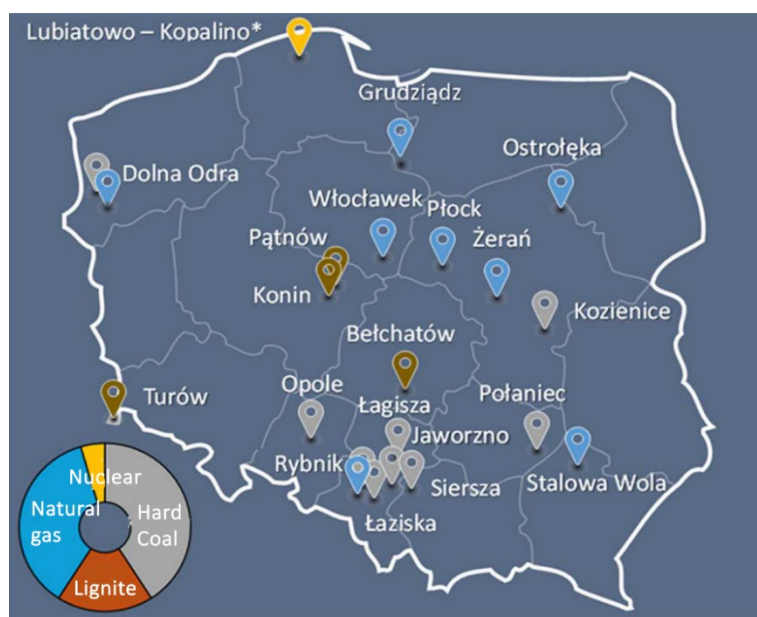 Lubiatowo – Kopalino*
Grudziądz
Ostrołęka
Dolna Odra
Włocławek
Płock
Żerań
Pątnów
Konin
Kozienice
Bełchatów
Turów
Opole
Łagisza
Połaniec
Jaworzno
Rybnik
Siersza
Stalowa Wola
Łaziska
Nuclear
Natural
gas
Hard
Coal
Lignite